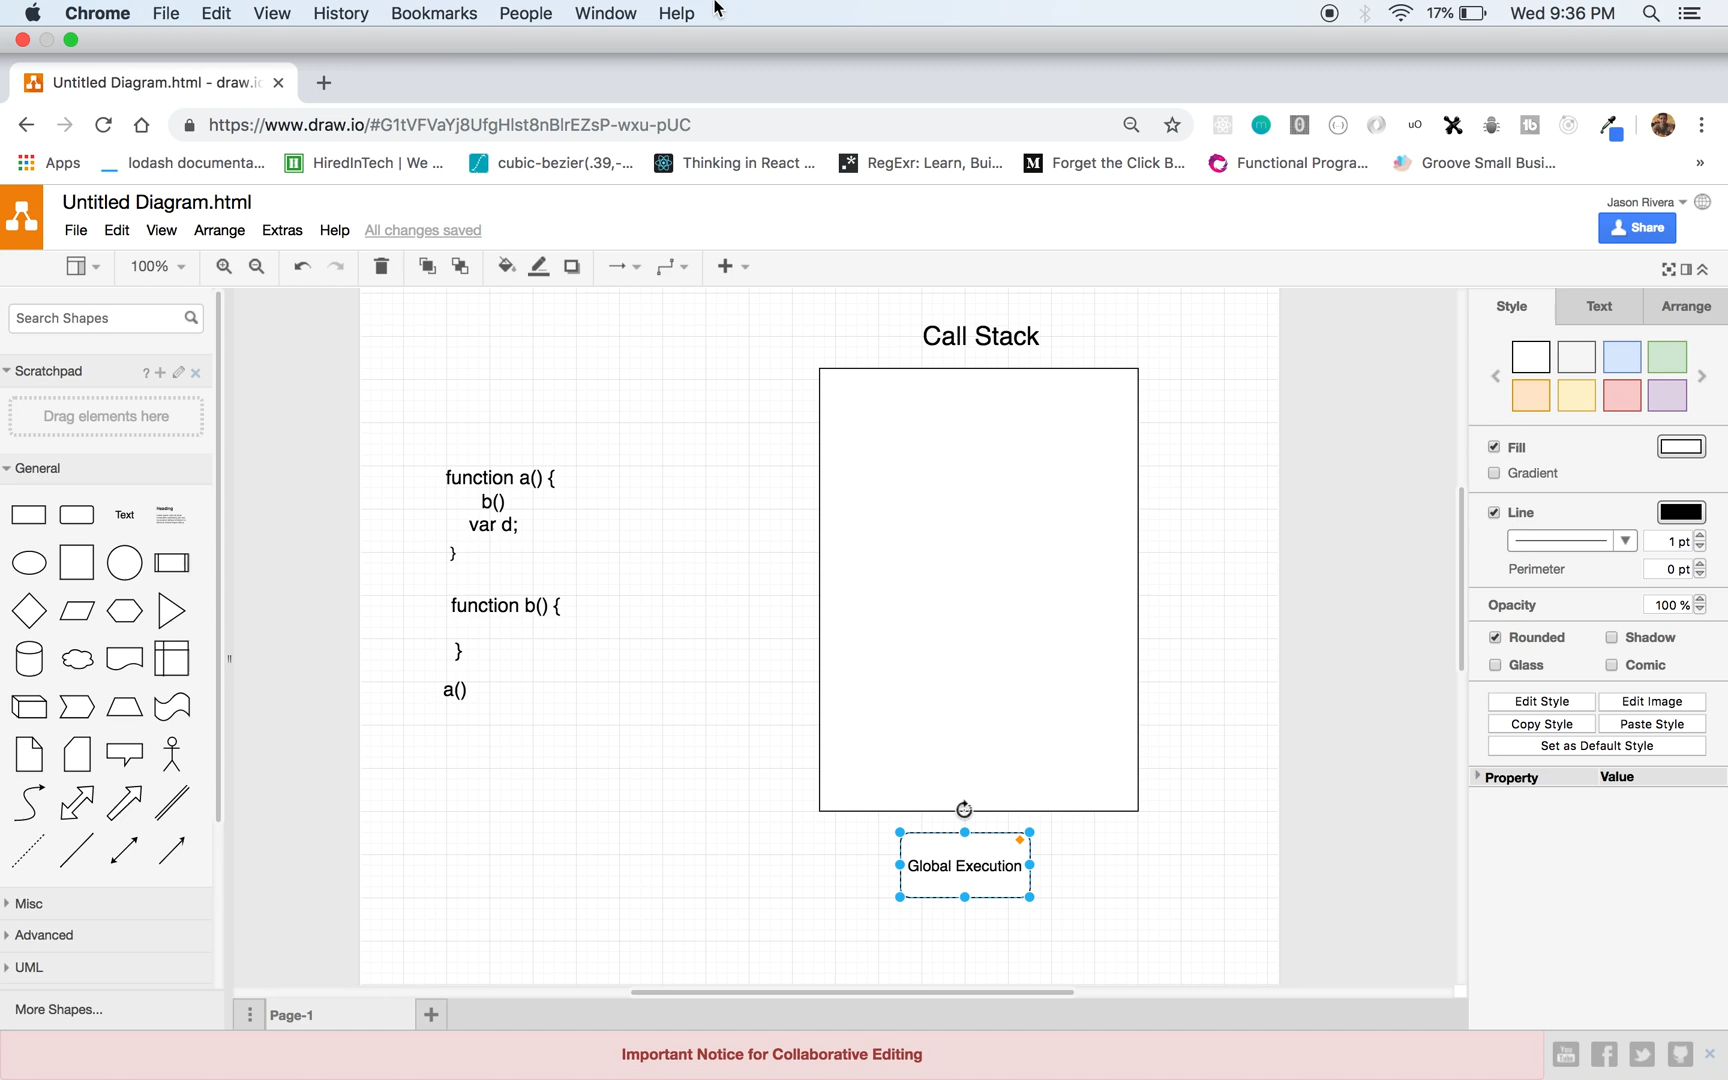 Chrome File Edit View History Bookmarks People Window Help 17% Wed 9:36 PM
Untitled Diagram.html - draw.i
https://www.draw.io/#G1tVFVaYj8UfgHlst8nBlrEZsP-wxu-pUC
Apps lodash documenta... HiredInTech | We ... cubic-bezier(.39,-... Thinking in React ... RegExr: Learn, Bui... Forget the Click B... Functional Progra... Groove Small Busi... »
Untitled Diagram.html
Jason Rivera
File Edit View Arrange Extras Help All changes saved
Share
100%
Search Shapes
Style Text Arrange
Scratchpad
Drag elements here
General
Text
Heading
Misc
Advanced
UML
More Shapes...
Call Stack
function a() {
b()
var d;
}
function b() {
}
a()
Global Execution
Fill
Gradient
Line
1 pt
Perimeter 0 pt
Opacity 100 %
Rounded Shadow
Glass Comic
Edit Style Edit Image
Copy Style Paste Style
Set as Default Style
Property Value
Page-1
Important Notice for Collaborative Editing